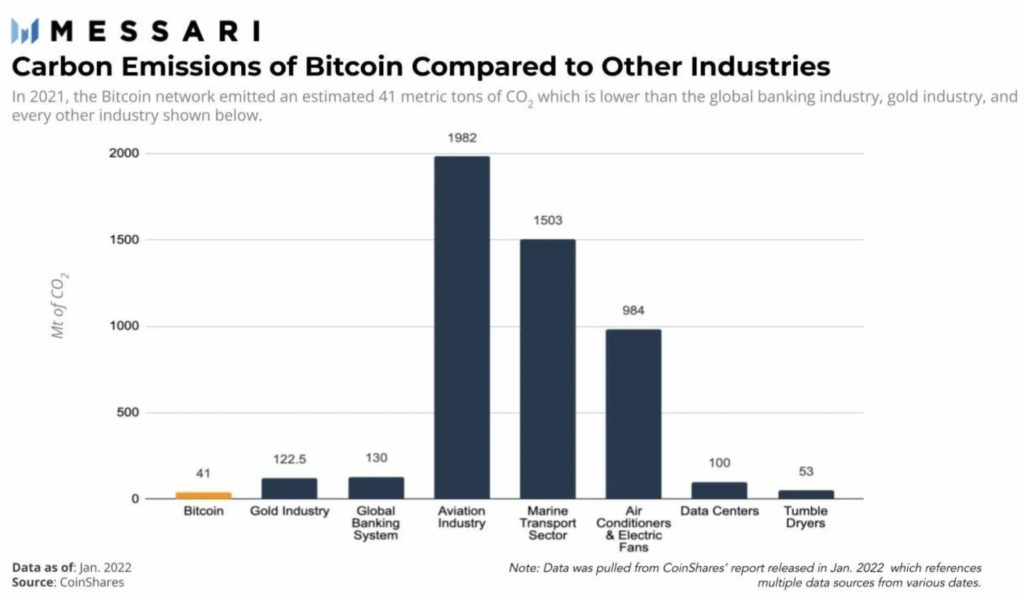 MESSARI
Carbon Emissions of Bitcoin Compared to Other Industries
In 2021, the Bitcoin network emitted an estimated 41 metric tons of CO₂ which is lower than the global banking industry, gold industry, and
every other industry shown below.
Mt of CO₂
2000
1500
1000
500
0
41
122.5
130
1982
1503
984
100
53
Bitcoin
Gold Industry
Global
Banking
System
Aviation
Industry
Marine
Transport
Sector
Air
Conditioners
& Electric
Fans
Data Centers
Tumble
Dryers
Data as of: Jan. 2022
Source: CoinShares
Note: Data was pulled from CoinShares' report released in Jan. 2022 which references
multiple data sources from various dates.